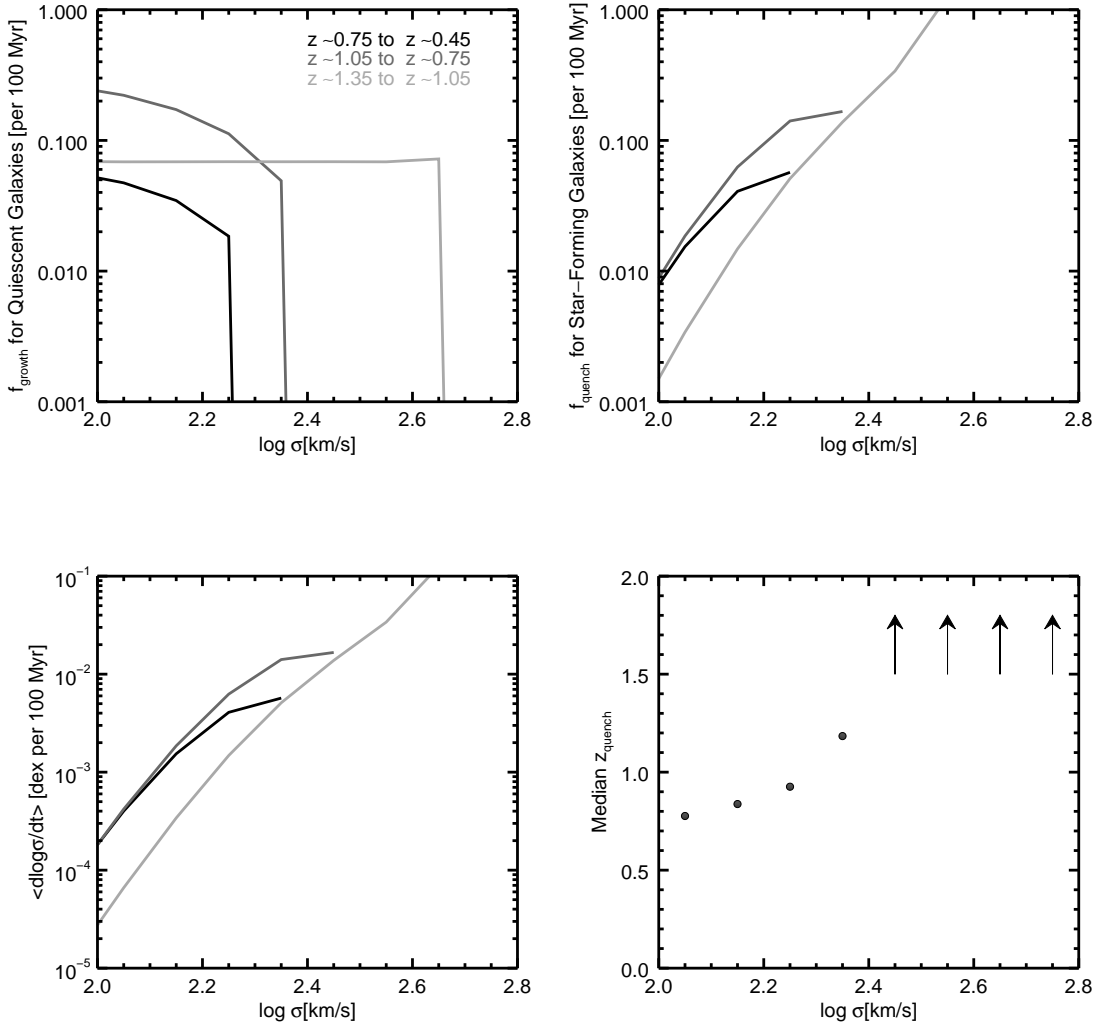 1.000
0.100
0.010
0.001
f_growth for Quiescent Galaxies [per 100 Myr]
z ~0.75 to z ~0.45
z ~1.05 to z ~0.75
z ~1.35 to z ~1.05
2.0 2.2 2.4 2.6 2.8
log σ[km/s]
1.000
0.100
0.010
0.001
f_quench for Star−Forming Galaxies [per 100 Myr]
2.0 2.2 2.4 2.6 2.8
log σ[km/s]
10⁻¹
10⁻²
10⁻³
10⁻⁴
10⁻⁵
<dlogσ/dt> [dex per 100 Myr]
2.0 2.2 2.4 2.6 2.8
log σ[km/s]
2.0
1.5
1.0
0.5
0.0
Median z_quench
2.0 2.2 2.4 2.6 2.8
log σ[km/s]